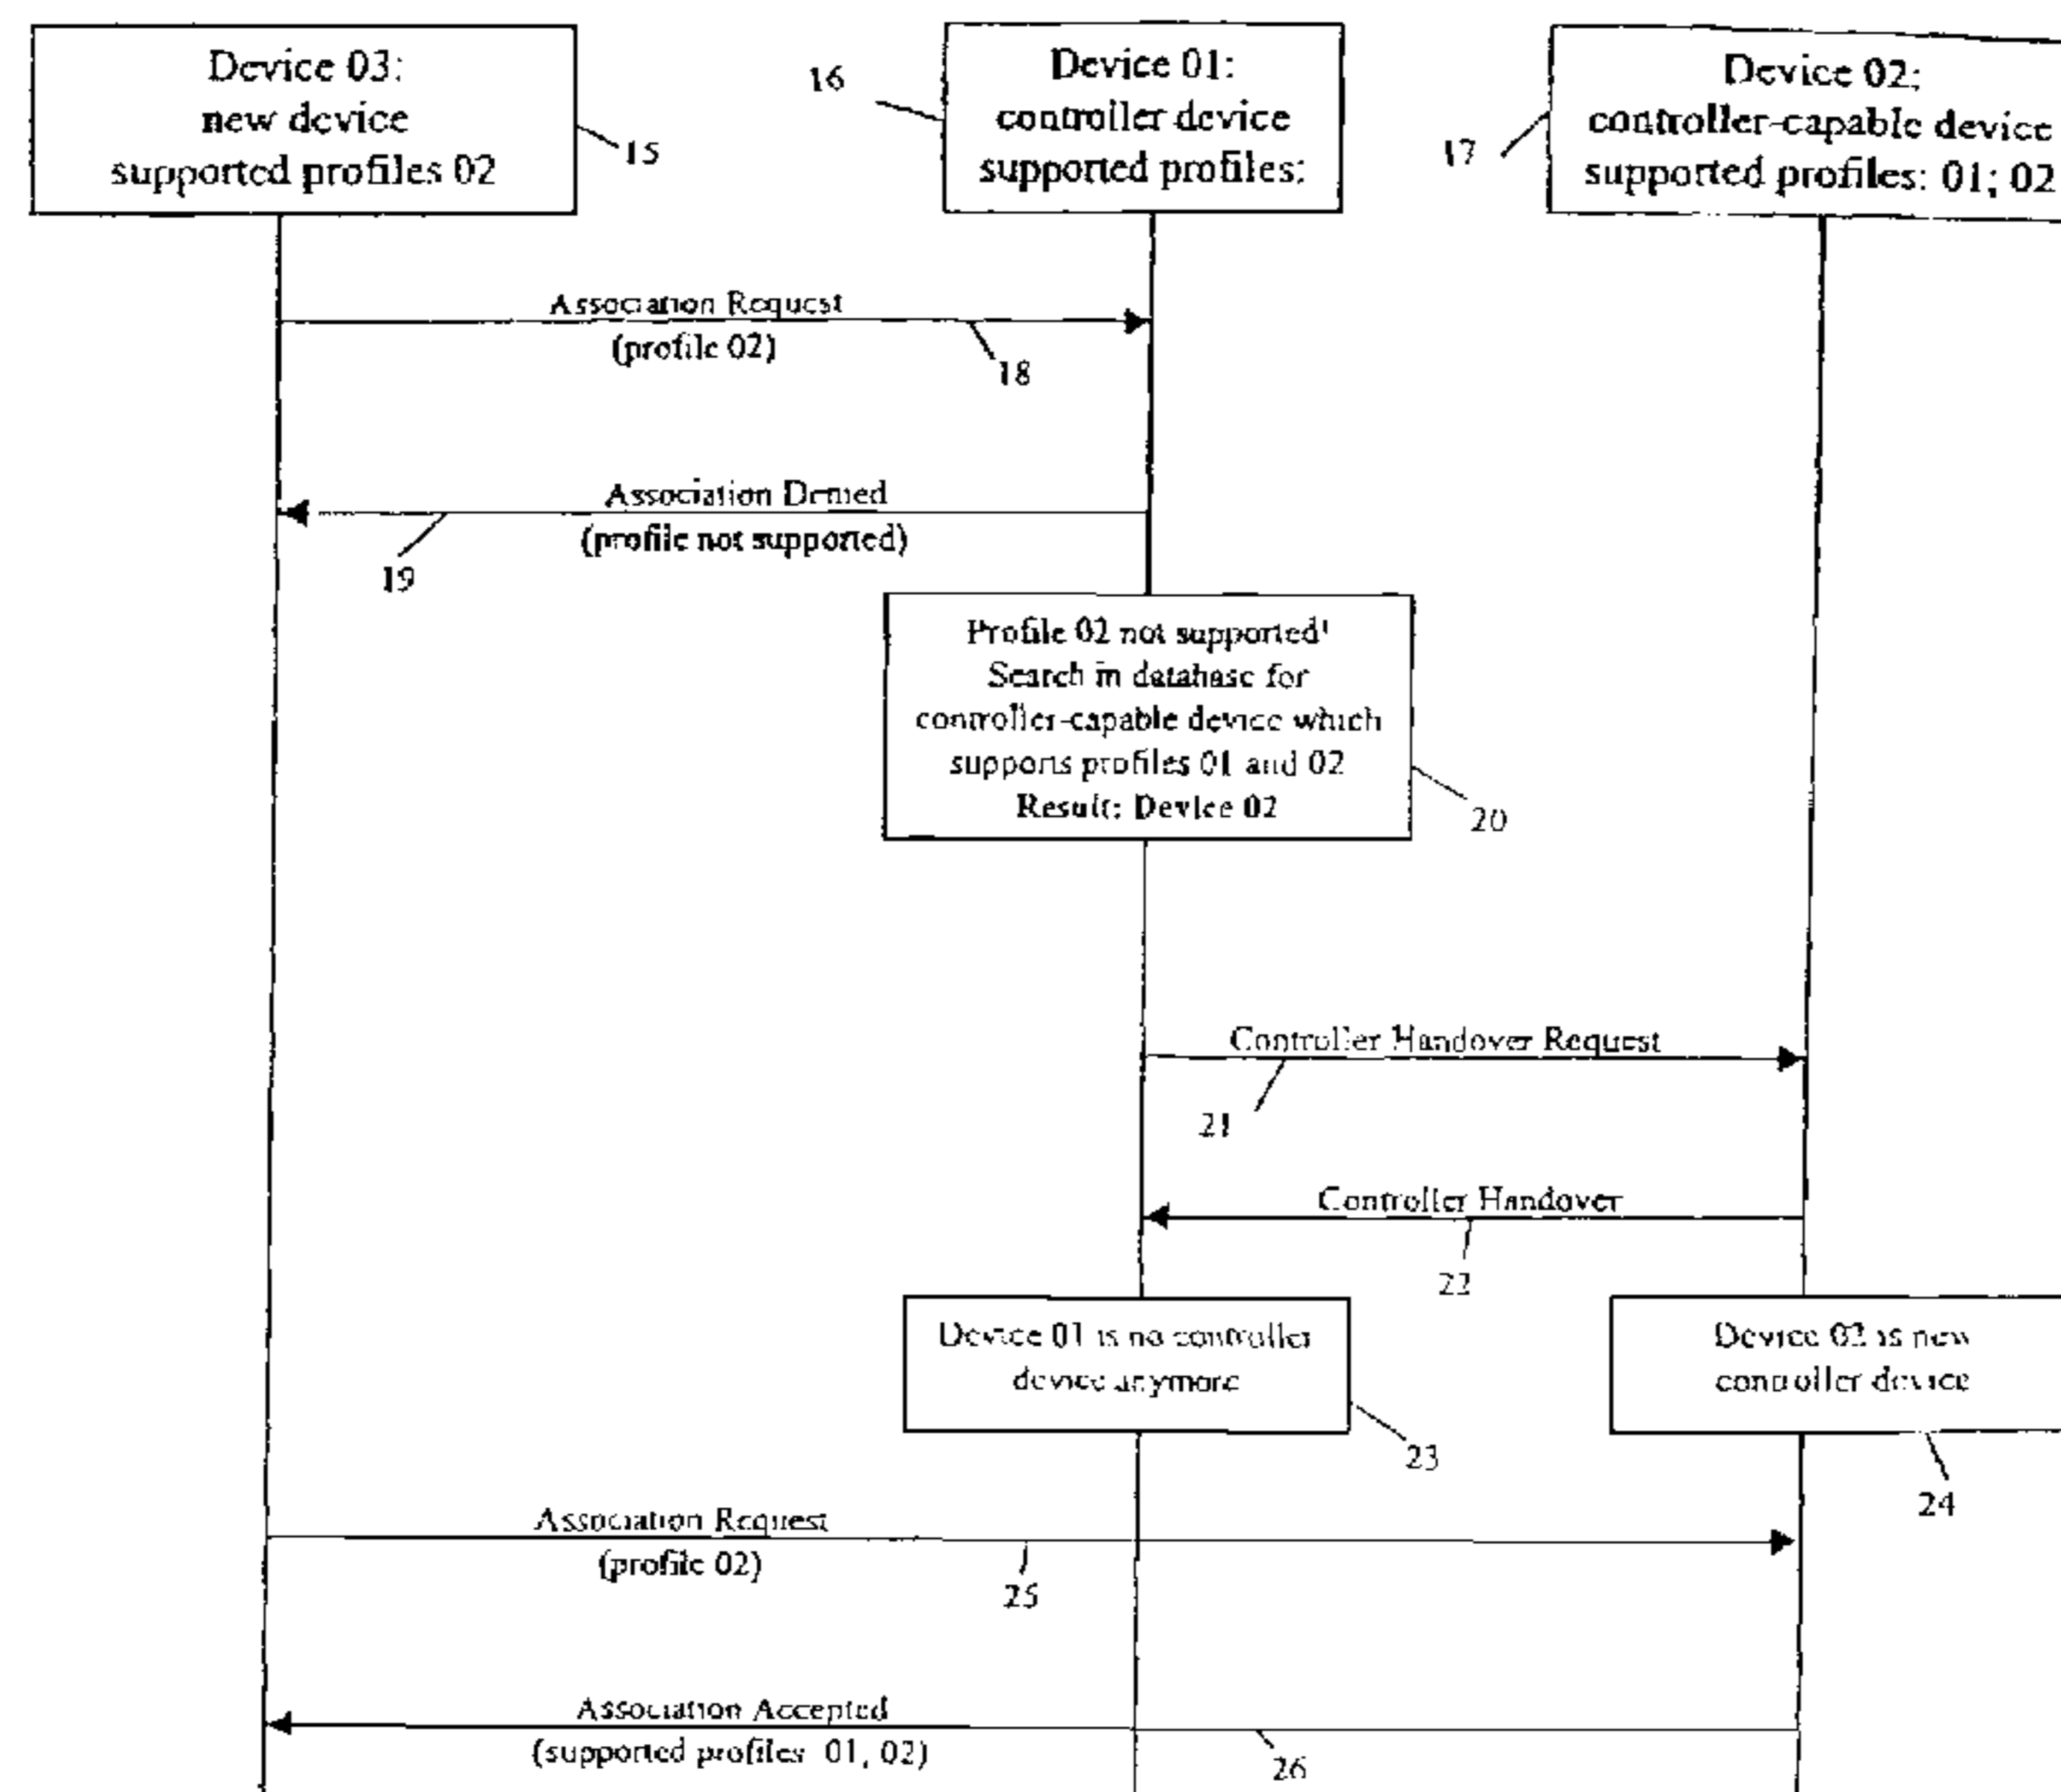 Device 03:
new device
supported profiles 02
15
16
Device 01:
controller device
supported profiles:
17
Device 02:
controller-capable device
supported profiles: 01; 02
Association Request
(profile 02)
18
Association Denied
(profile not supported)
19
Profile 02 not supported!
Search in database for
controller-capable device which
supports profiles 01 and 02
Result: Device 02
20
Controller Handover Request
21
Controller Handover
22
Device 01 is no controller
device anymore
23
Device 02 is new
controller device
24
Association Request
(profile 02)
25
Association Accepted
(supported profiles 01, 02)
26